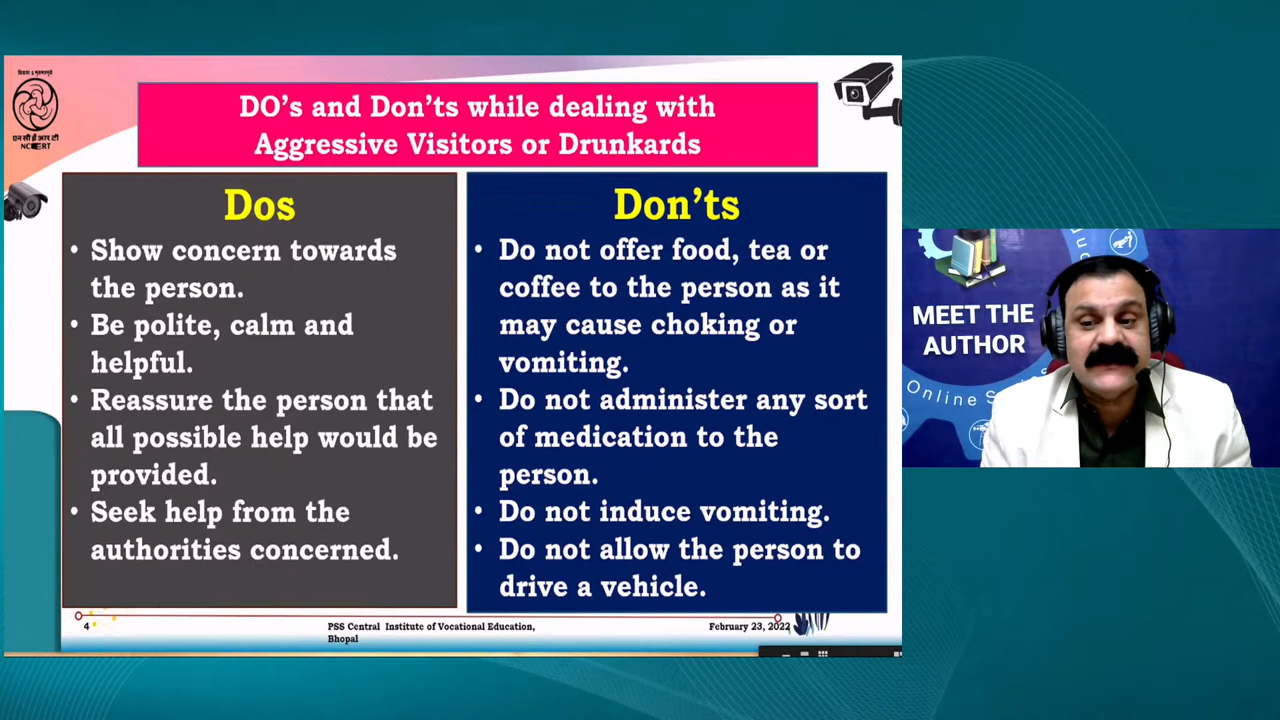 विद्यया ऽ मृतमश्नुते
एन सी ई आर टी
NCERT
DO's and Don'ts while dealing with
Aggressive Visitors or Drunkards
Dos
• Show concern towards
the person.
• Be polite, calm and
helpful.
• Reassure the person that
all possible help would be
provided.
• Seek help from the
authorities concerned.
Don'ts
• Do not offer food, tea or
coffee to the person as it
may cause choking or
vomiting.
• Do not administer any sort
of medication to the
person.
• Do not induce vomiting.
• Do not allow the person to
drive a vehicle.
4
PSS Central Institute of Vocational Education,
Bhopal
February 23, 2022
MEET THE
AUTHOR
Online